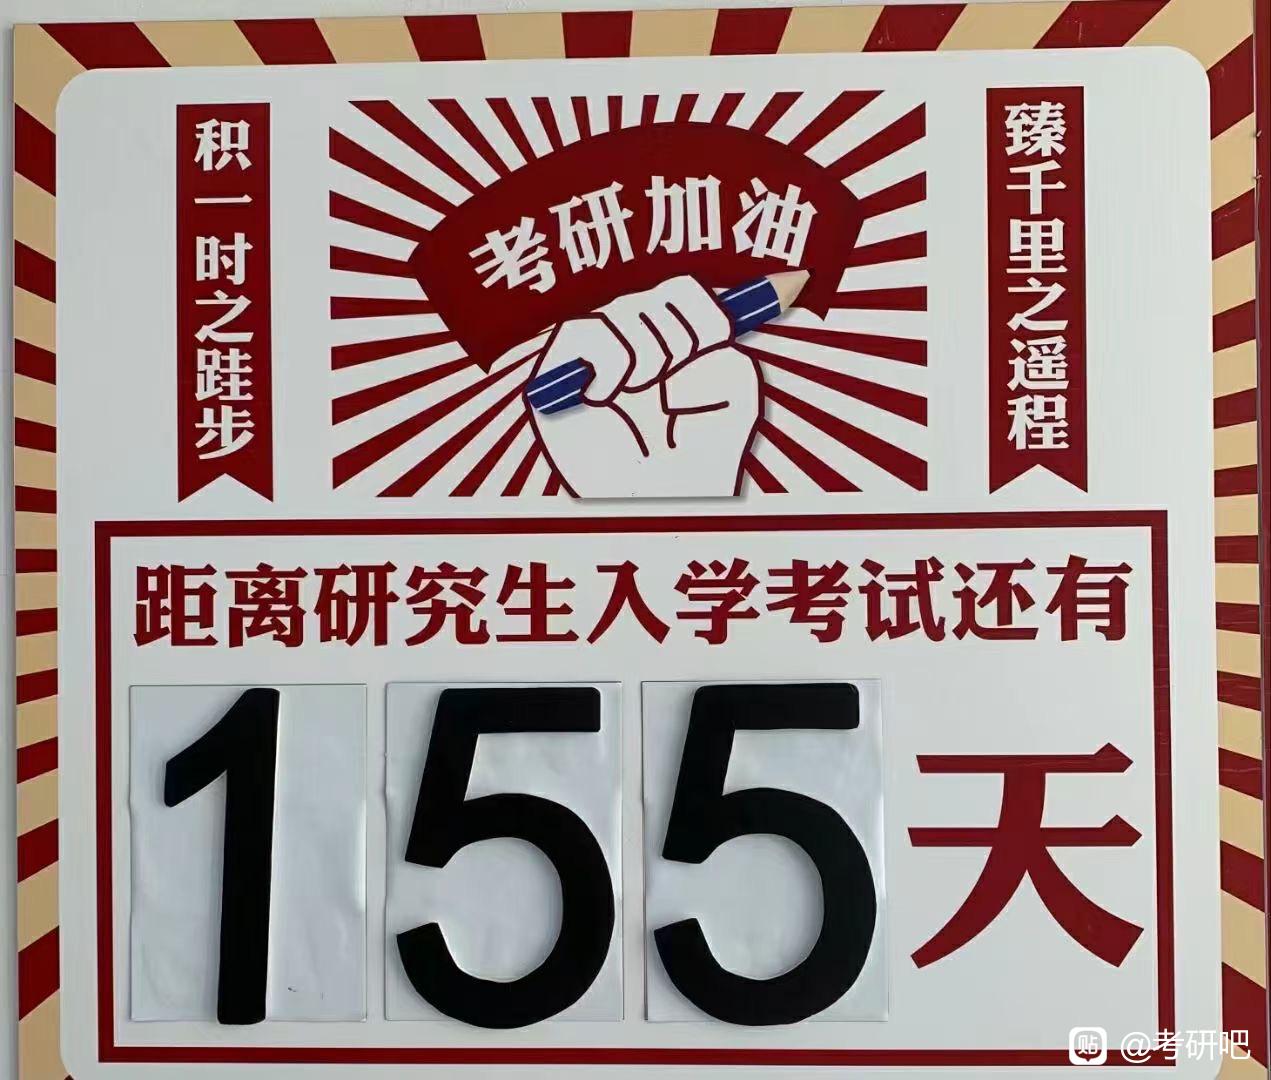 积一时之跬步
考研加油
臻千里之遥程
距离研究生入学考试还有
155天
贴 @考研吧